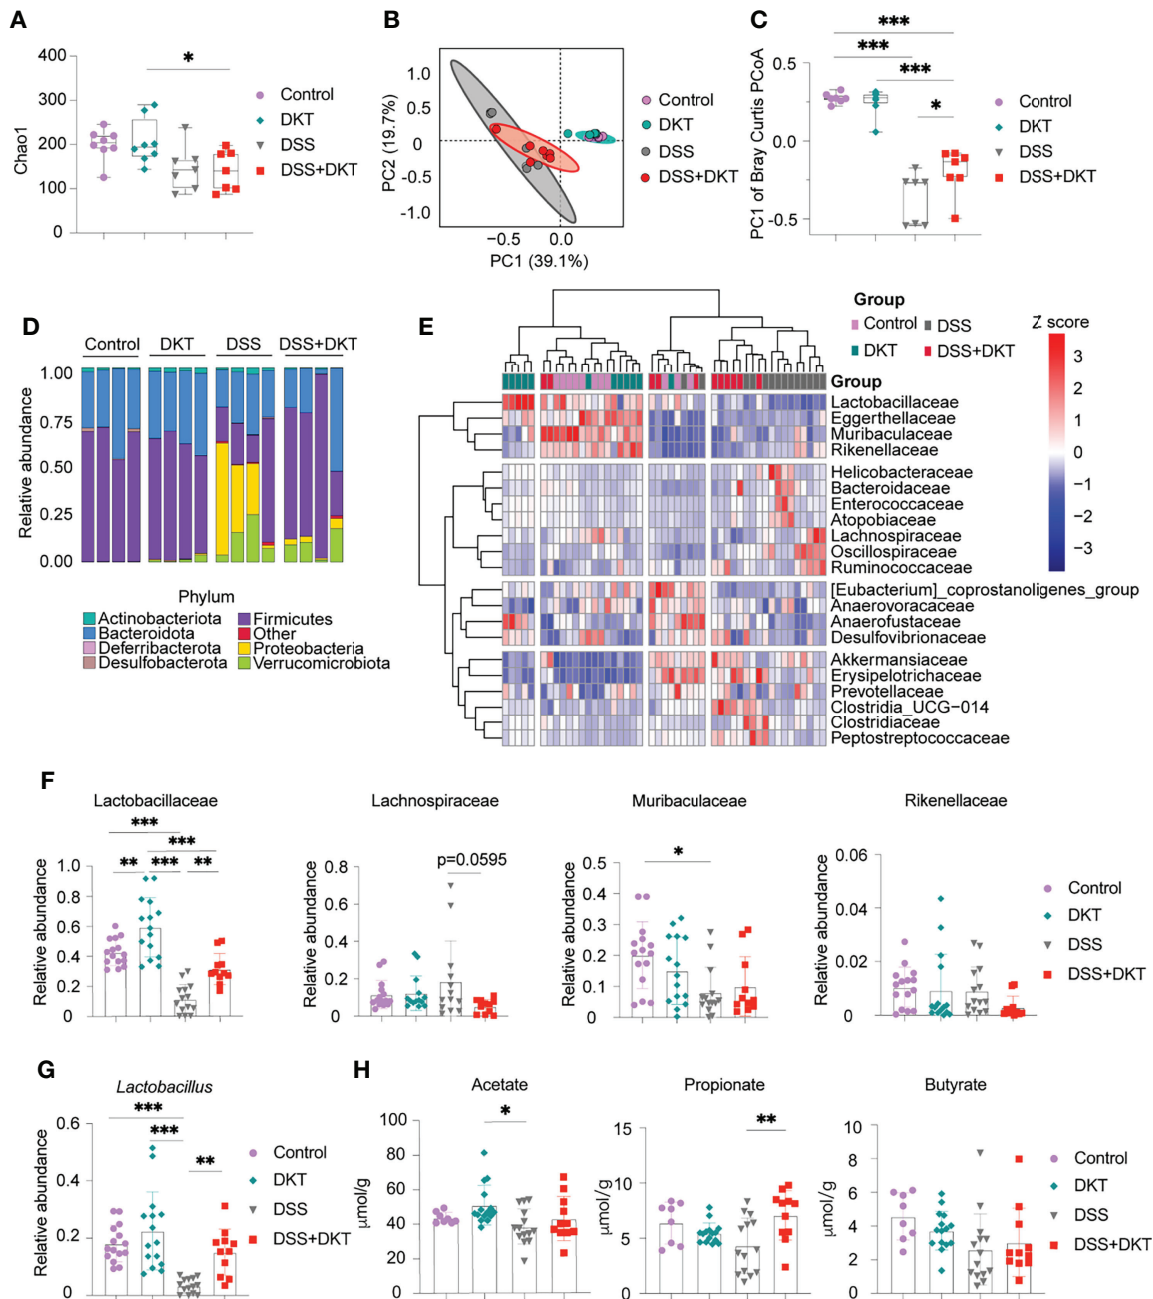 A
Chao1
400
300
200
100
0
*
Control
DKT
DSS
DSS+DKT
B
PC2 (19.7%)
1.0
0.5
0
-0.5
-1.0
−0.5
0.0
PC1 (39.1%)
Control
DKT
DSS
DSS+DKT
C
PC1 of Bray Curtis PCoA
0.5
0.0
-0.5
***
***
***
*
Control
DKT
DSS
DSS+DKT
D
Control
DKT
DSS
DSS+DKT
Relative abundance
1.00
0.75
0.50
0.25
0.00
Phylum
Actinobacteriota
Bacteroidota
Deferribacterota
Desulfobacterota
Firmicutes
Other
Proteobacteria
Verrucomicrobiota
E
Group
Control
DKT
DSS
DSS+DKT
Z score
3
2
1
0
−1
−2
−3
Group
Lactobacillaceae
Eggerthellaceae
Muribaculaceae
Rikenellaceae
Helicobacteraceae
Bacteroidaceae
Enterococcaceae
Atopobiaceae
Lachnospiraceae
Oscillospiraceae
Ruminococcaceae
[Eubacterium]_coprostanoligenes_group
Anaerovoracaceae
Anaerofustaceae
Desulfovibrionaceae
Akkermansiaceae
Erysipelotrichaceae
Prevotellaceae
Clostridia_UCG−014
Clostridiaceae
Peptostreptococcaceae
F
Lactobacillaceae
Relative abundance
1.0
0.8
0.6
0.4
0.2
0
***
***
**
***
**
Lachnospiraceae
Relative abundance
0.8
0.6
0.4
0.2
0
p=0.0595
Muribaculaceae
Relative abundance
0.5
0.4
0.3
0.2
0.1
0
*
Rikenellaceae
Relative abundance
0.06
0.04
0.02
0
Control
DKT
DSS
DSS+DKT
G
Lactobacillus
Relative abundance
0.6
0.4
0.2
0
***
***
**
Control
DKT
DSS
DSS+DKT
H
Acetate
µmol/g
100
80
60
40
20
0
*
Propionate
µmol/g
15
10
5
0
**
Butyrate
µmol/g
10
8
6
4
2
0
Control
DKT
DSS
DSS+DKT